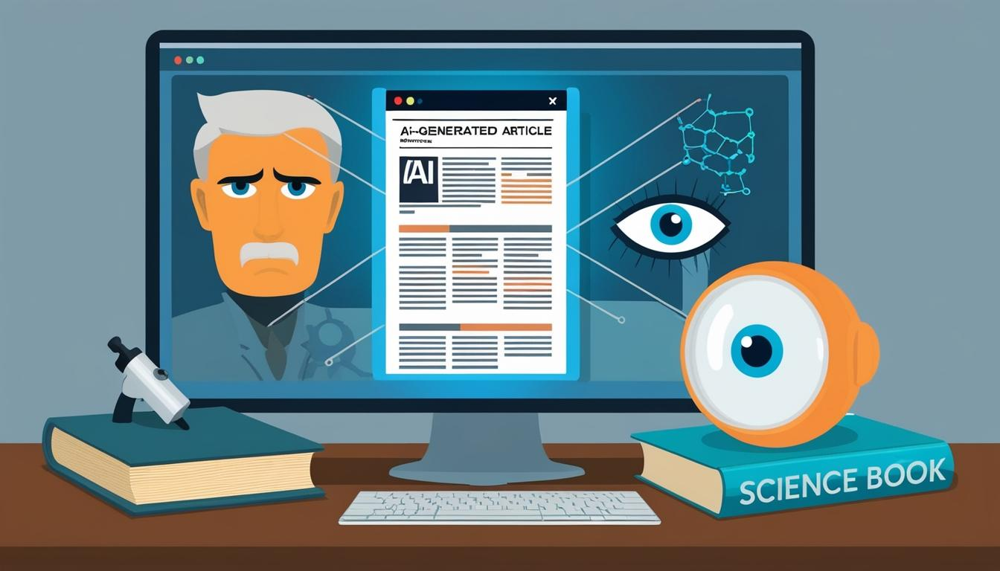 AI-GENERATED ARTICLE
/AI
SCIENCE BOOK